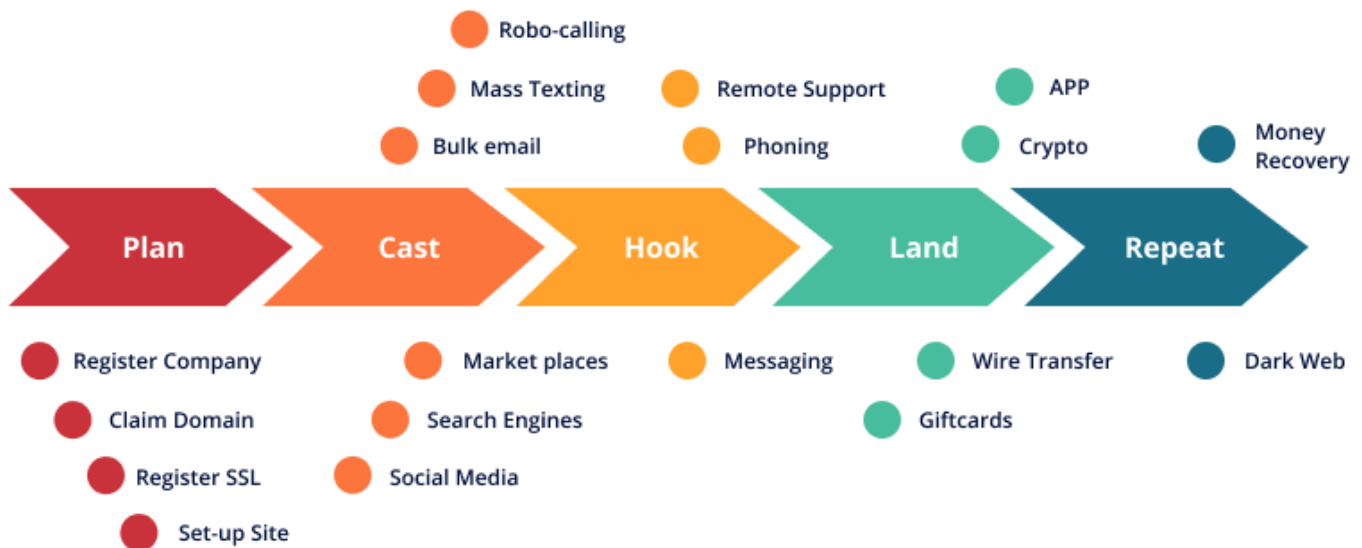 Robo-calling
Mass Texting
Remote Support
APP
Bulk email
Phoning
Crypto
Money
Recovery
Plan
Cast
Hook
Land
Repeat
Register Company
Market places
Messaging
Wire Transfer
Dark Web
Claim Domain
Search Engines
Giftcards
Register SSL
Social Media
Set-up Site